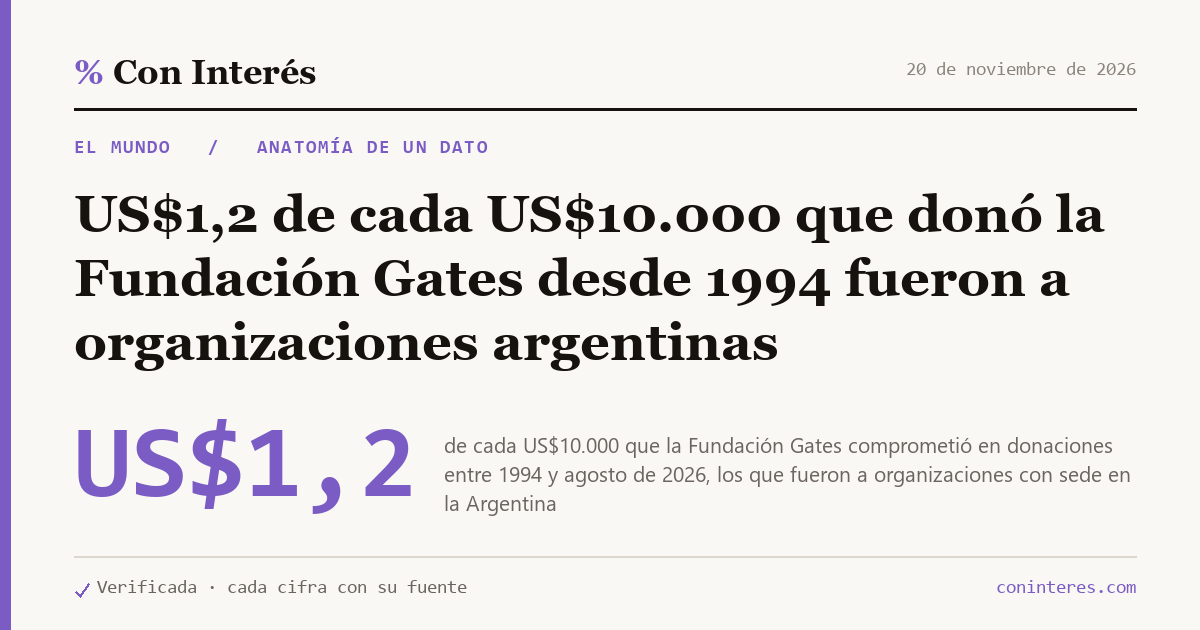 % Con Interés
20 de noviembre de 2026
EL MUNDO / ANATOMÍA DE UN DATO
US$1,2 de cada US$10.000 que donó la
Fundación Gates desde 1994 fueron a
organizaciones argentinas
US$1,2
de cada US$10.000 que la Fundación Gates comprometió en donaciones
entre 1994 y agosto de 2026, los que fueron a organizaciones con sede en
la Argentina
✓ Verificada · cada cifra con su fuente
coninteres.com